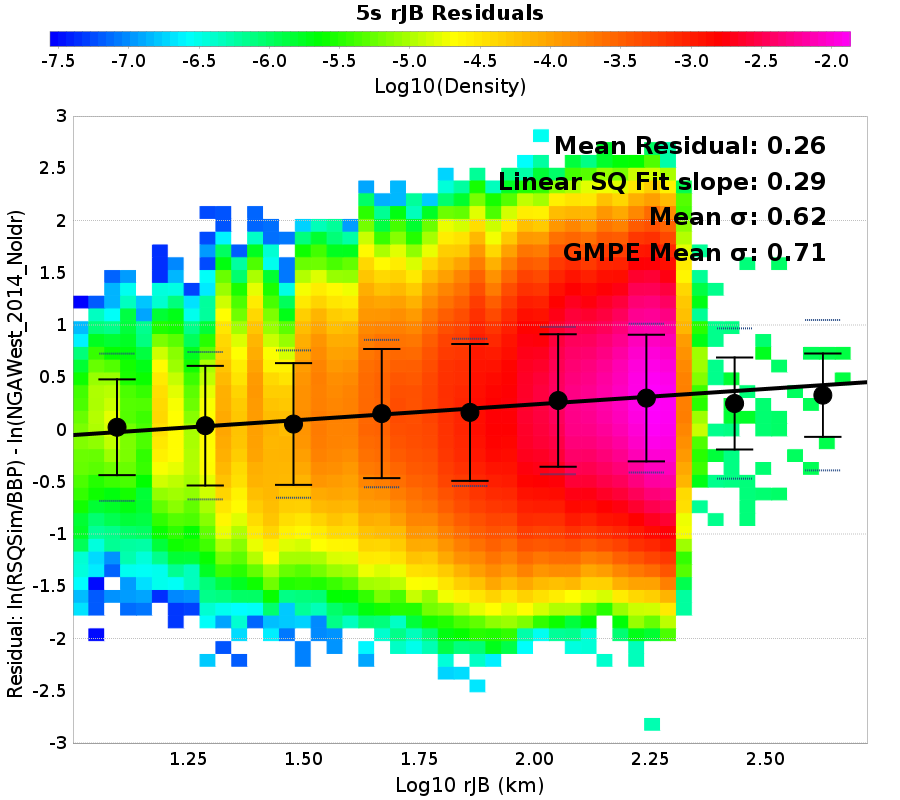 5s rJB Residuals
-7.5 -7.0 -6.5 -6.0 -5.5 -5.0 -4.5 -4.0 -3.5 -3.0 -2.5 -2.0
Log10(Density)
Mean Residual: 0.26
Linear SQ Fit slope: 0.29
Mean σ: 0.62
GMPE Mean σ: 0.71
Residual: ln(RSQSim/BBP) - ln(NGAWest_2014_NoIdr)
3
2.5
2
1.5
1
0.5
0
-0.5
-1
-1.5
-2
-2.5
-3
1.25 1.50 1.75 2.00 2.25 2.50
Log10 rJB (km)